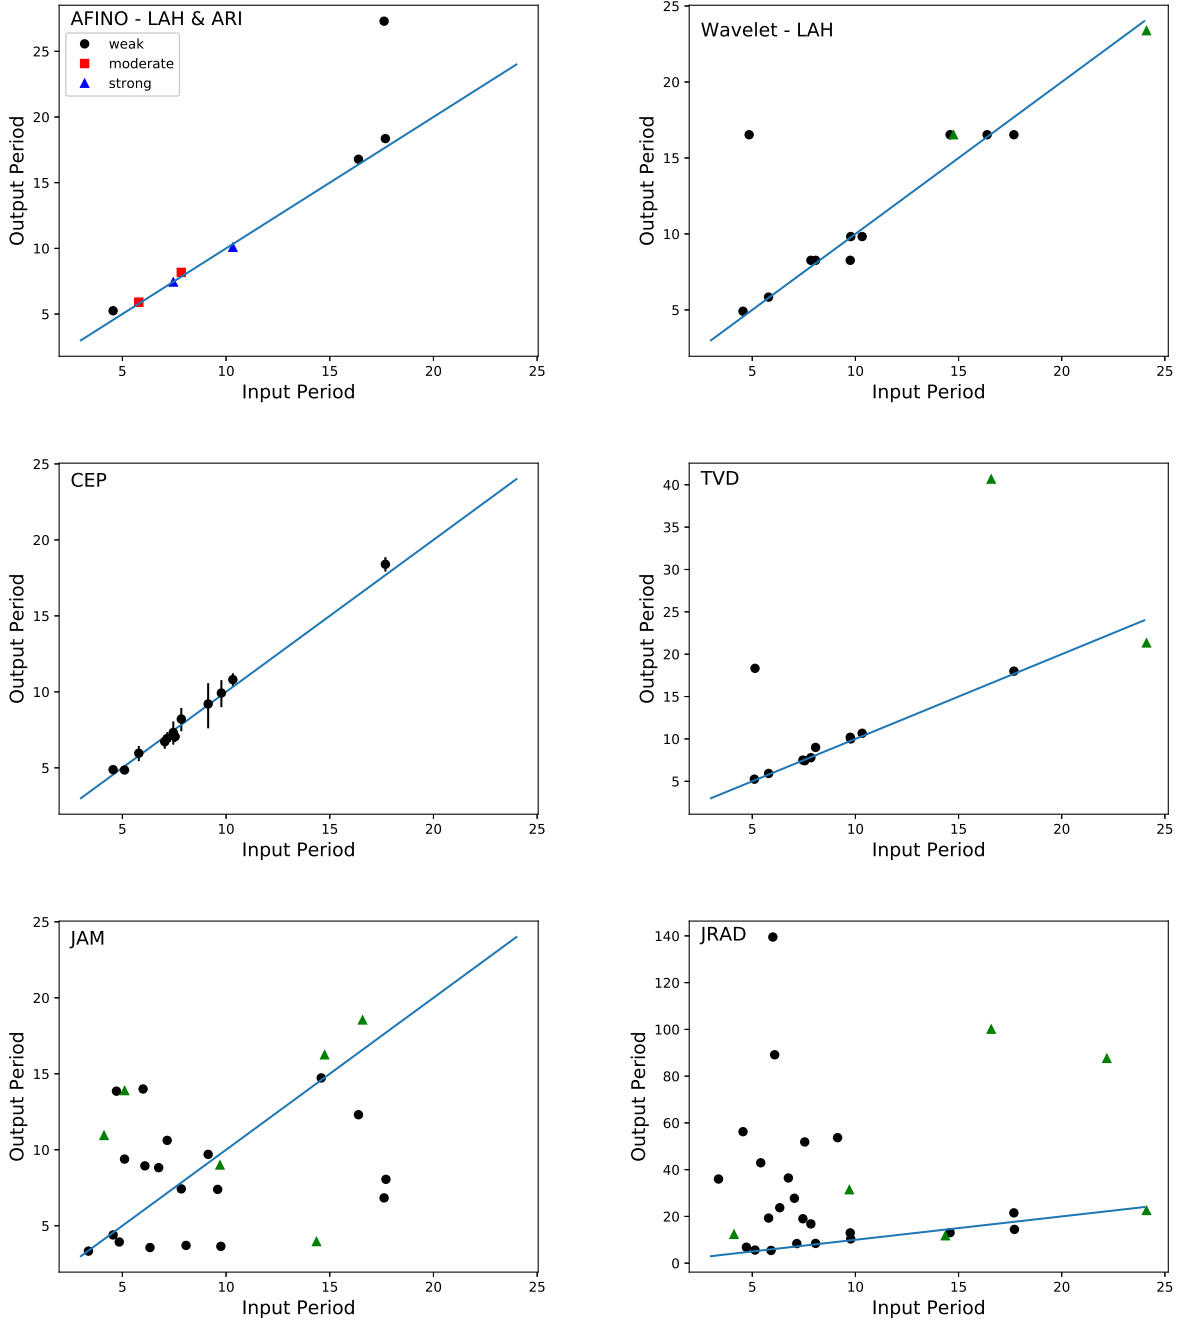 AFINO - LAH & ARI
weak
moderate
strong
25
20
15
10
5
Output Period
5 10 15 20 25
Input Period
Wavelet - LAH
25
20
15
10
5
Output Period
5 10 15 20 25
Input Period
CEP
25
20
15
10
5
Output Period
5 10 15 20 25
Input Period
TVD
40
35
30
25
20
15
10
5
Output Period
5 10 15 20 25
Input Period
JAM
25
20
15
10
5
Output Period
5 10 15 20 25
Input Period
JRAD
140
120
100
80
60
40
20
0
Output Period
5 10 15 20 25
Input Period